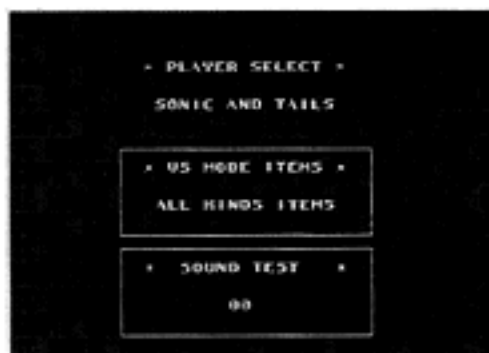 * PLAYER SELECT *
SONIC AND TAILS
* VS MODE ITEMS *
ALL KINDS ITEMS
* SOUND TEST *
00